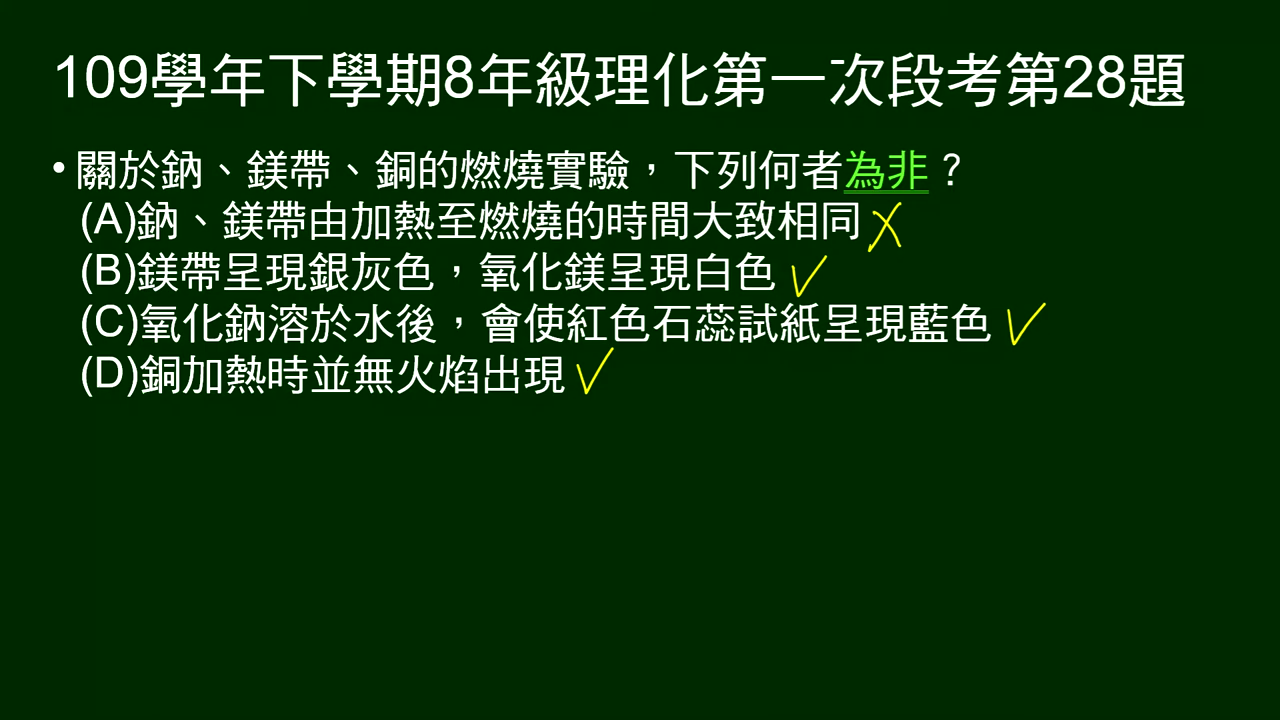 109學年下學期8年級理化第一次段考第28題
•關於鈉、鎂帶、銅的燃燒實驗，下列何者為非？
(A)鈉、鎂帶由加熱至燃燒的時間大致相同
(B)鎂帶呈現銀灰色，氧化鎂呈現白色
(C)氧化鈉溶於水後，會使紅色石蕊試紙呈現藍色
(D)銅加熱時並無火焰出現